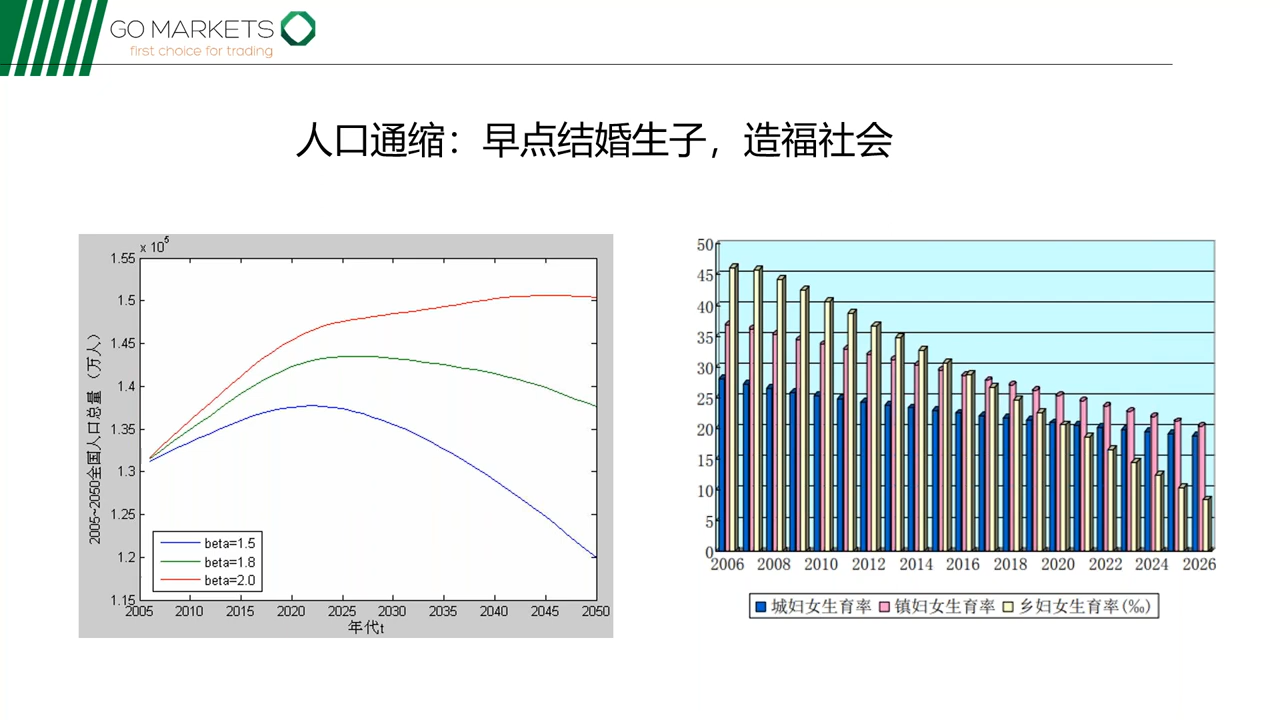 GO MARKETS
first choice for trading
人口通缩：早点结婚生子，造福社会
x 10^5
1.55
1.5
1.45
1.4
1.35
1.3
1.25
1.2
1.15
2005~2050全国人口总量（万人）
beta=1.5
beta=1.8
beta=2.0
2005 2010 2015 2020 2025 2030 2035 2040 2045 2050
年代t
50
45
40
35
30
25
20
15
10
5
0
2006 2008 2010 2012 2014 2016 2018 2020 2022 2024 2026
城妇女生育率 镇妇女生育率 乡妇女生育率(‰)